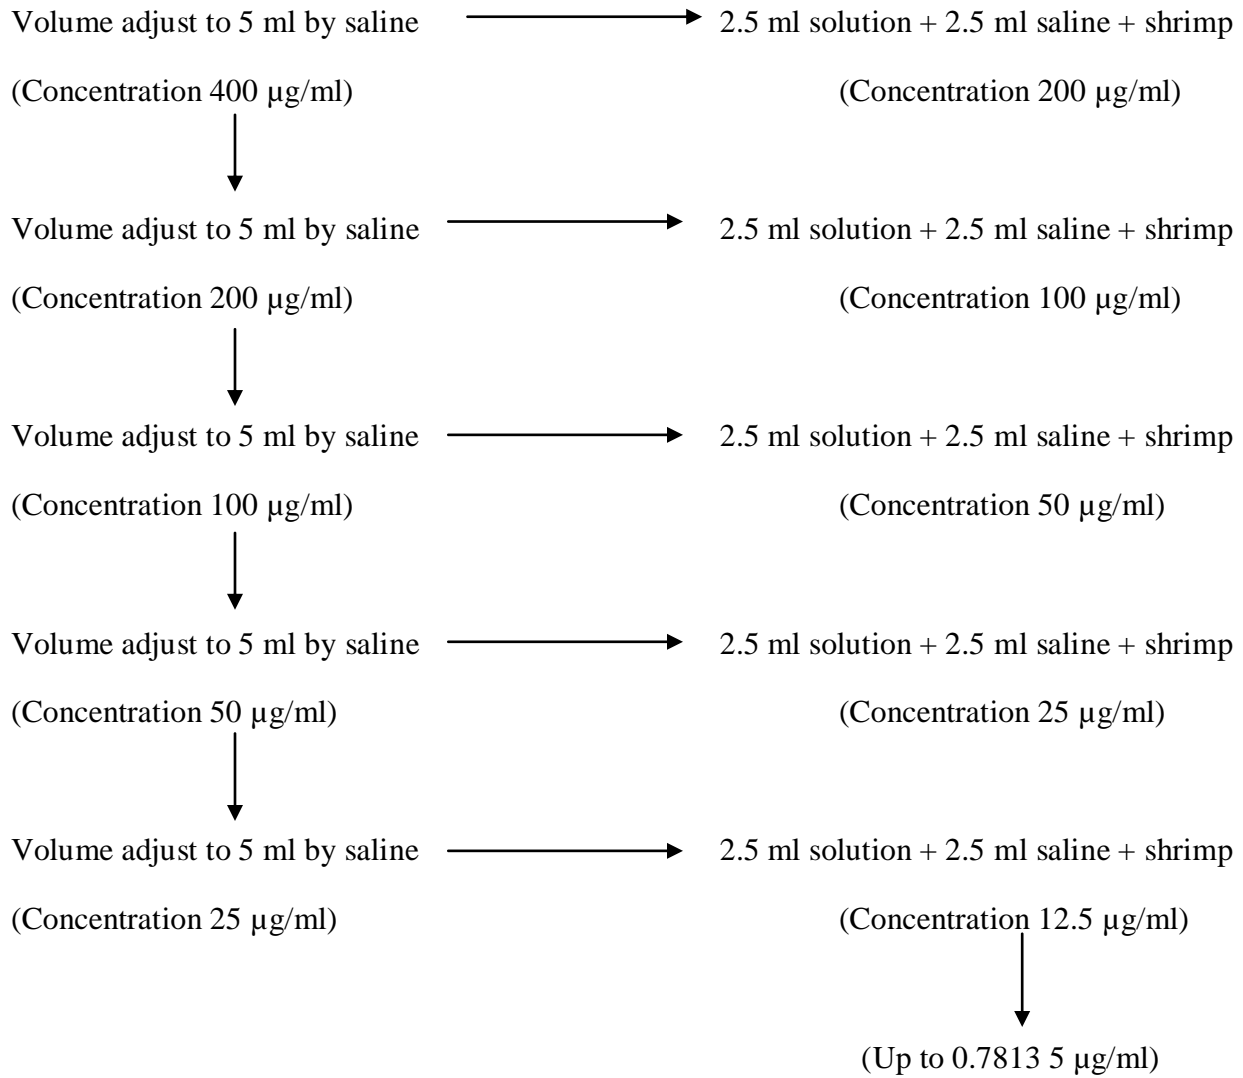 Volume adjust to 5 ml by saline 2.5 ml solution + 2.5 ml saline + shrimp
(Concentration 400 µg/ml) (Concentration 200 µg/ml)
Volume adjust to 5 ml by saline 2.5 ml solution + 2.5 ml saline + shrimp
(Concentration 200 µg/ml) (Concentration 100 µg/ml)
Volume adjust to 5 ml by saline 2.5 ml solution + 2.5 ml saline + shrimp
(Concentration 100 µg/ml) (Concentration 50 µg/ml)
Volume adjust to 5 ml by saline 2.5 ml solution + 2.5 ml saline + shrimp
(Concentration 50 µg/ml) (Concentration 25 µg/ml)
Volume adjust to 5 ml by saline 2.5 ml solution + 2.5 ml saline + shrimp
(Concentration 25 µg/ml) (Concentration 12.5 µg/ml)
(Up to 0.7813 5 µg/ml)